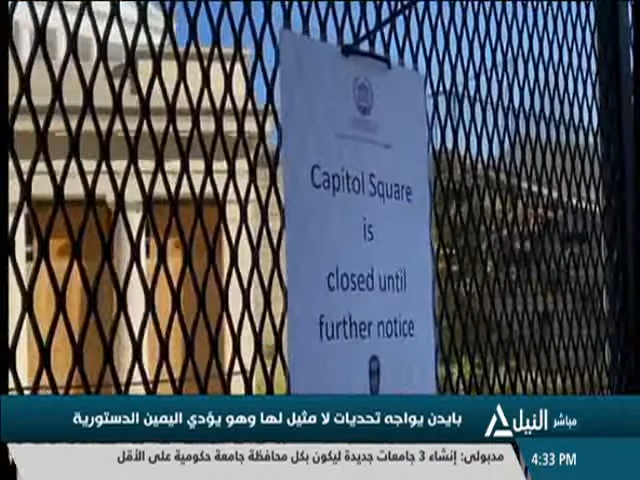 Capitol Square
is
closed until
further notice
بايدن يواجه تحديات لا مثيل لها وهو يؤدي اليمين الدستورية
النيل مباشر
مدبولى: إنشاء 3 جامعات جديدة ليكون بكل محافظة جامعة حكومية على الأقل
4:33 PM